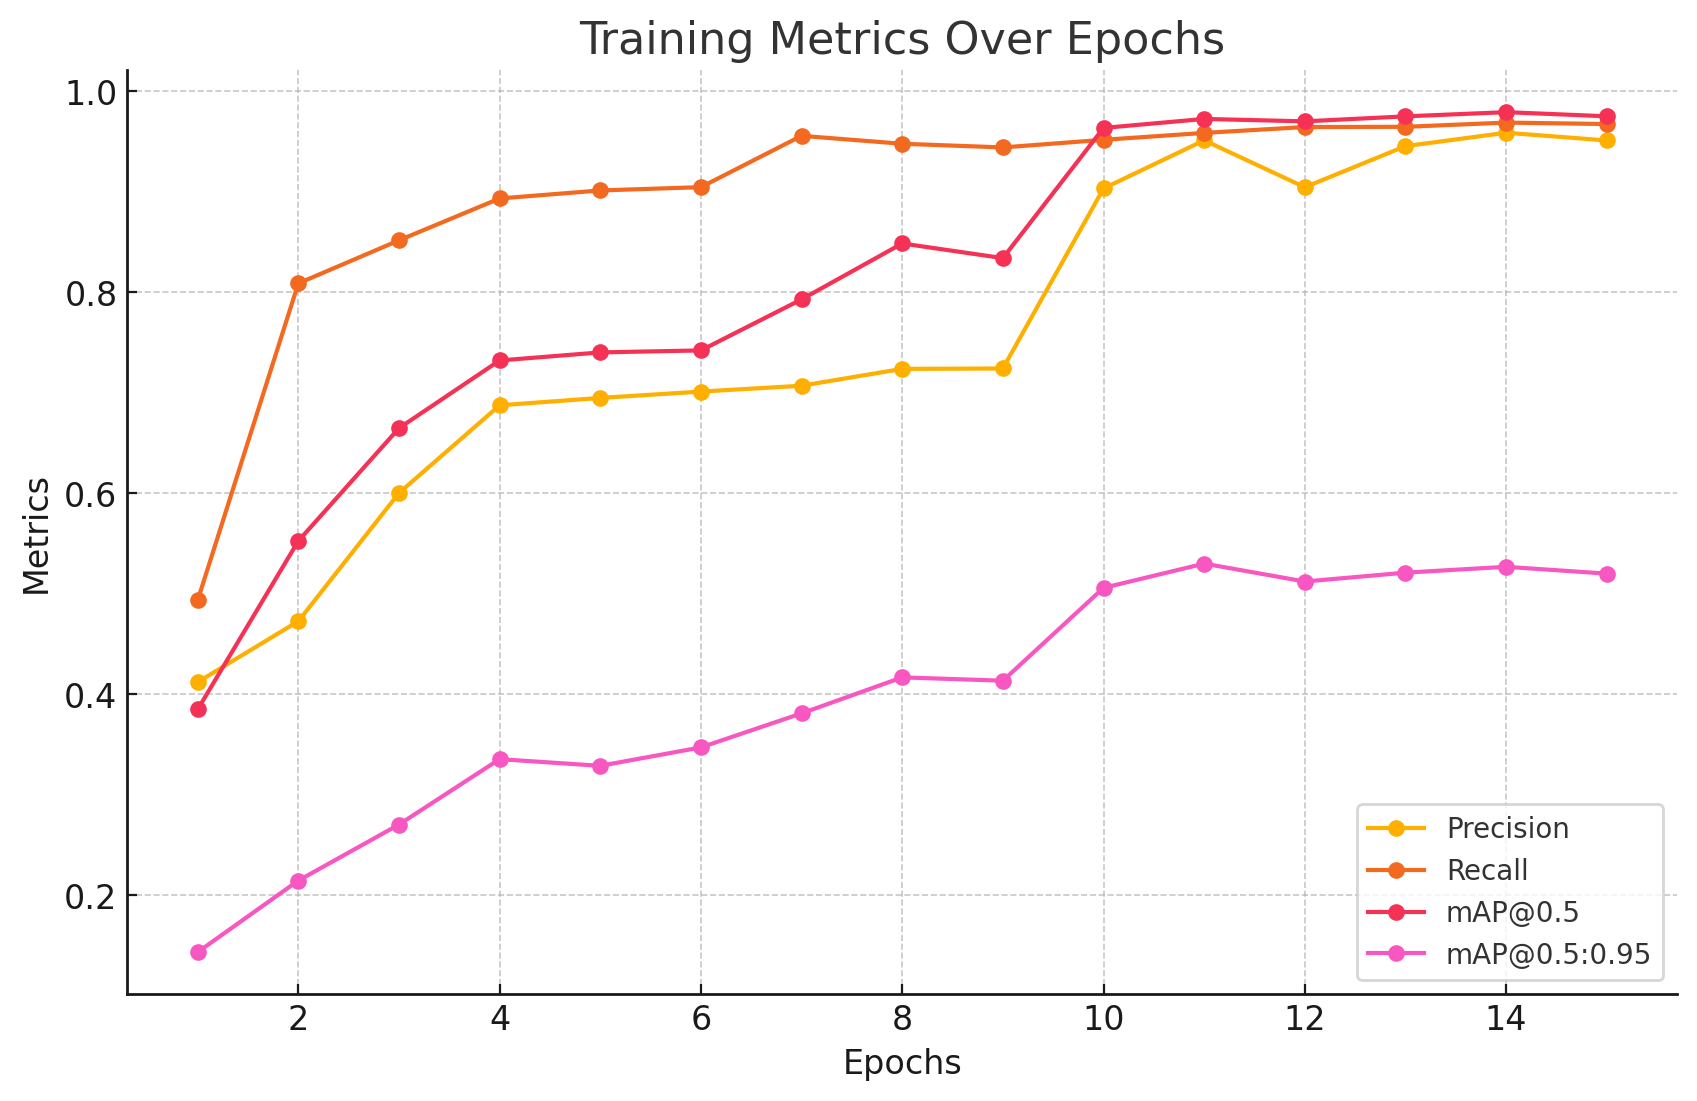 Training Metrics Over Epochs
1.0
0.8
0.6
0.4
0.2
Metrics
2 4 6 8 10 12 14
Epochs
Precision
Recall
mAP@0.5
mAP@0.5:0.95